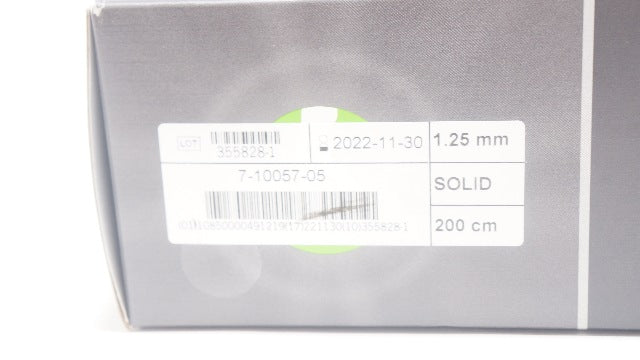 LOT 355828-1 2022-11-30 1.25 mm
7-10057-05 SOLID
(01)10850000491219(17)221130(10)355828-1 200 cm